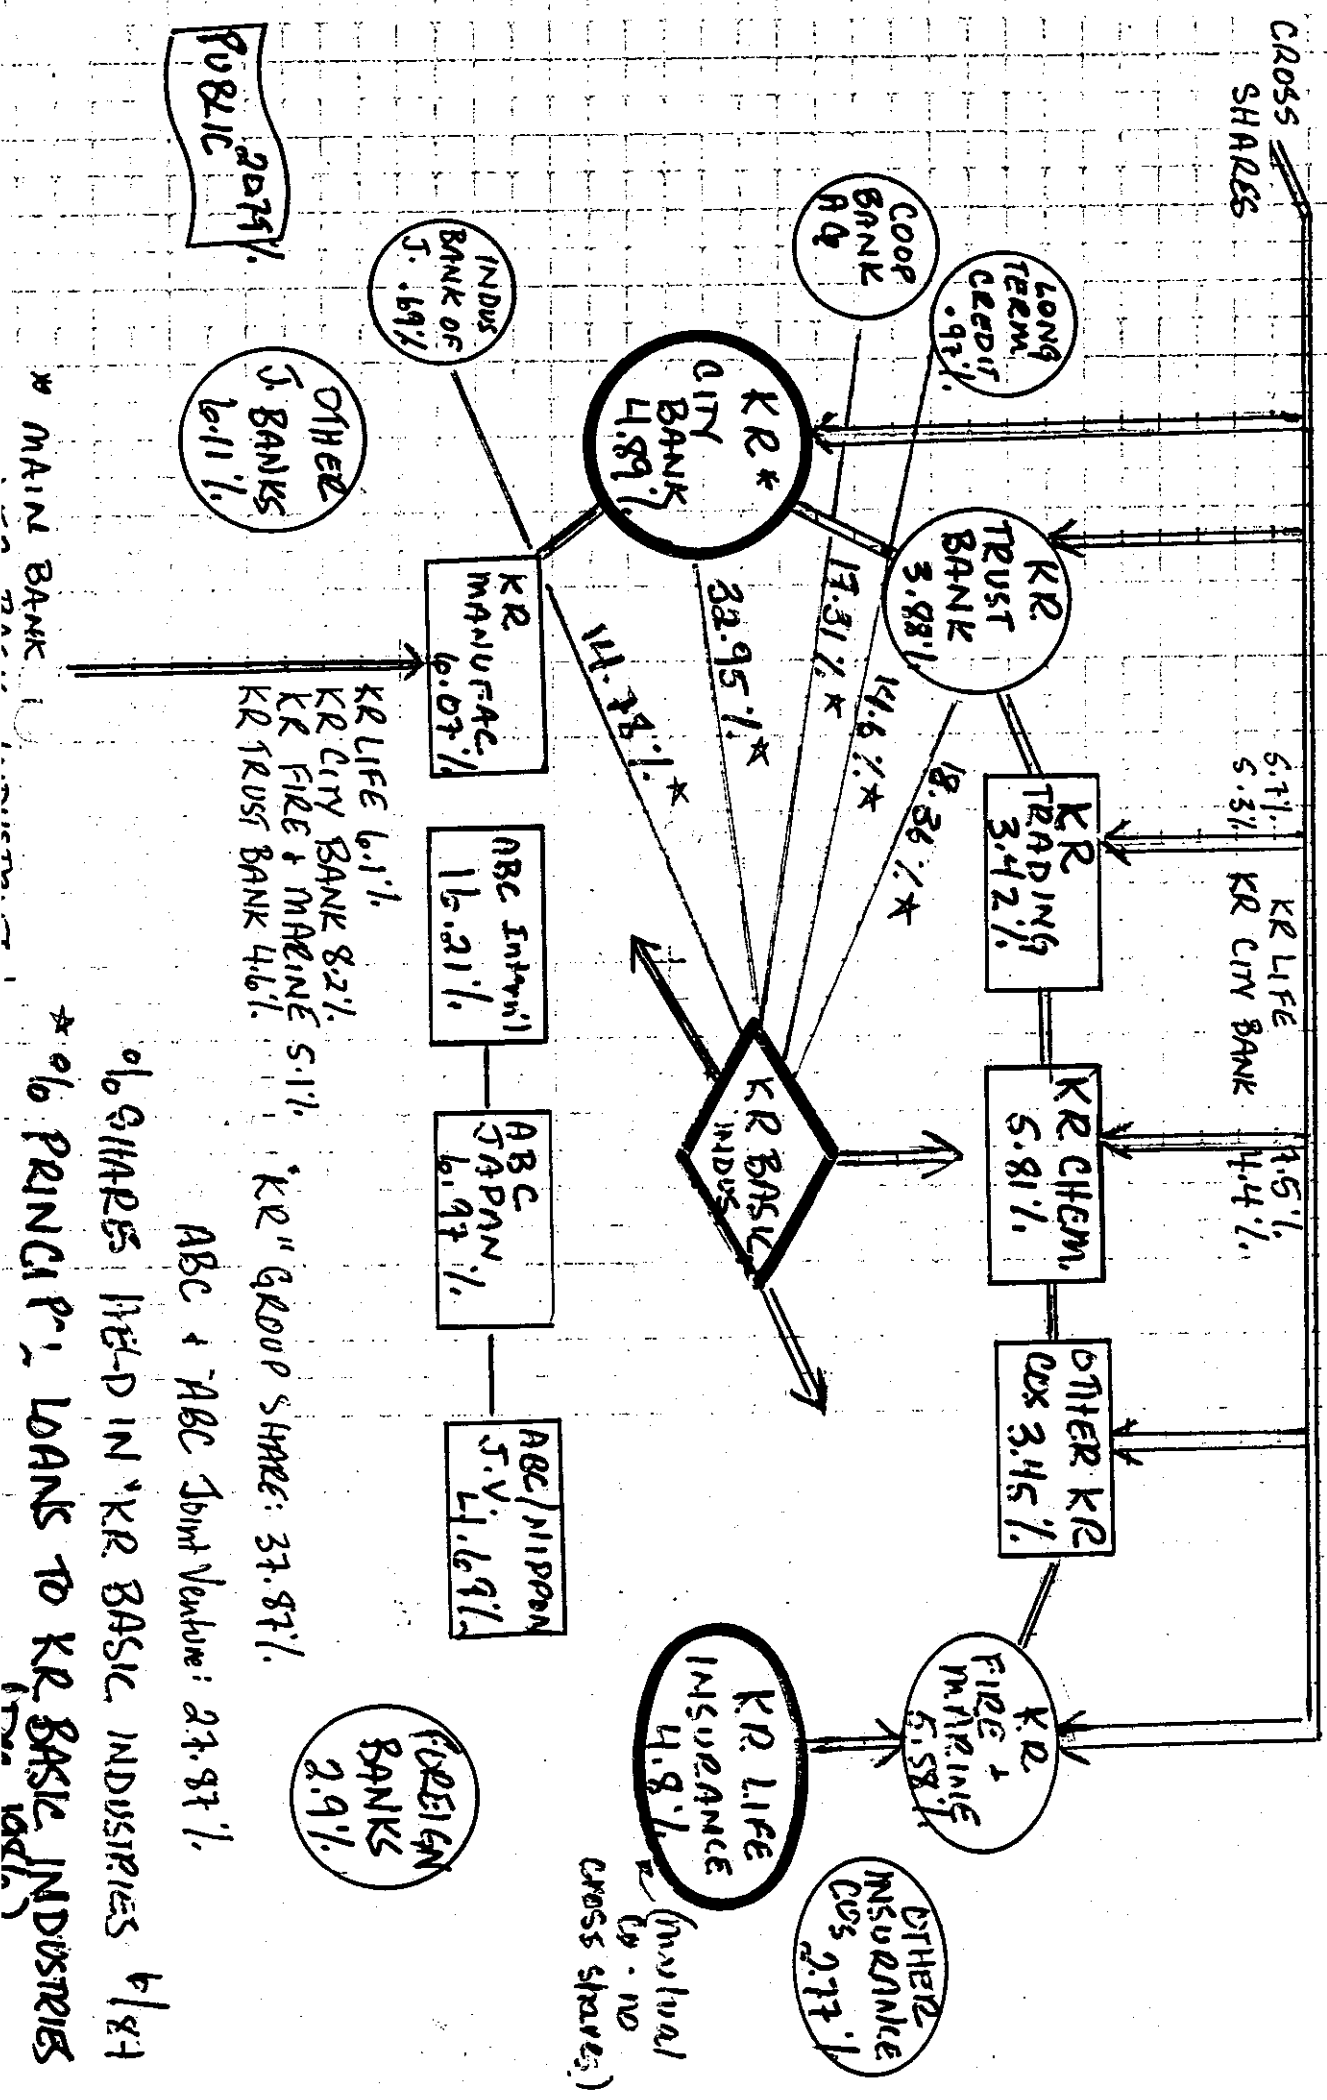 CROSS
SHARES
5.7% KR LIFE 7.5%
5.3% KR CITY BANK 4.4%
LONG
TERM
CREDIT
.97%
COOP
BANK
KR
TRUST
BANK
3.88%
KR
TRADING
3.42%
KR CHEM.
5.81%
OTHER KR
COS 3.45%
KR
FIRE +
MARINE
5.58%
OTHER
INSURANCE
COS 2.77%
KR *
CITY
BANK
4.89%
17.31% ★
14.6% ★
18.36% ★
32.95% ★
14.78% ★
KR BASIC
INDUS
KR LIFE
INSURANCE
4.8%
(mutual
co. no
cross shares)
INDUS
BANK OF
J. .69%
KR
MANUFAC.
6.07%
ABC
16.21%
ABC
JAPAN
6.97%
ABC/NIPPON
J.V.
4.69%
PUBLIC 20.79%
OTHER
J. BANKS
6.11%
KR LIFE 6.1%
KR CITY BANK 8.2%
KR FIRE & MARINE 5.1%
KR TRUST BANK 4.6%
FOREIGN
BANKS
2.9%
"KR" GROUP SHARE: 37.87%
ABC & ABC Joint Venture: 27.87%
% SHARES HELD IN "KR BASIC INDUSTRIES 6/84
* MAIN BANK
★ % LOANS TO KR BASIC INDUSTRIES